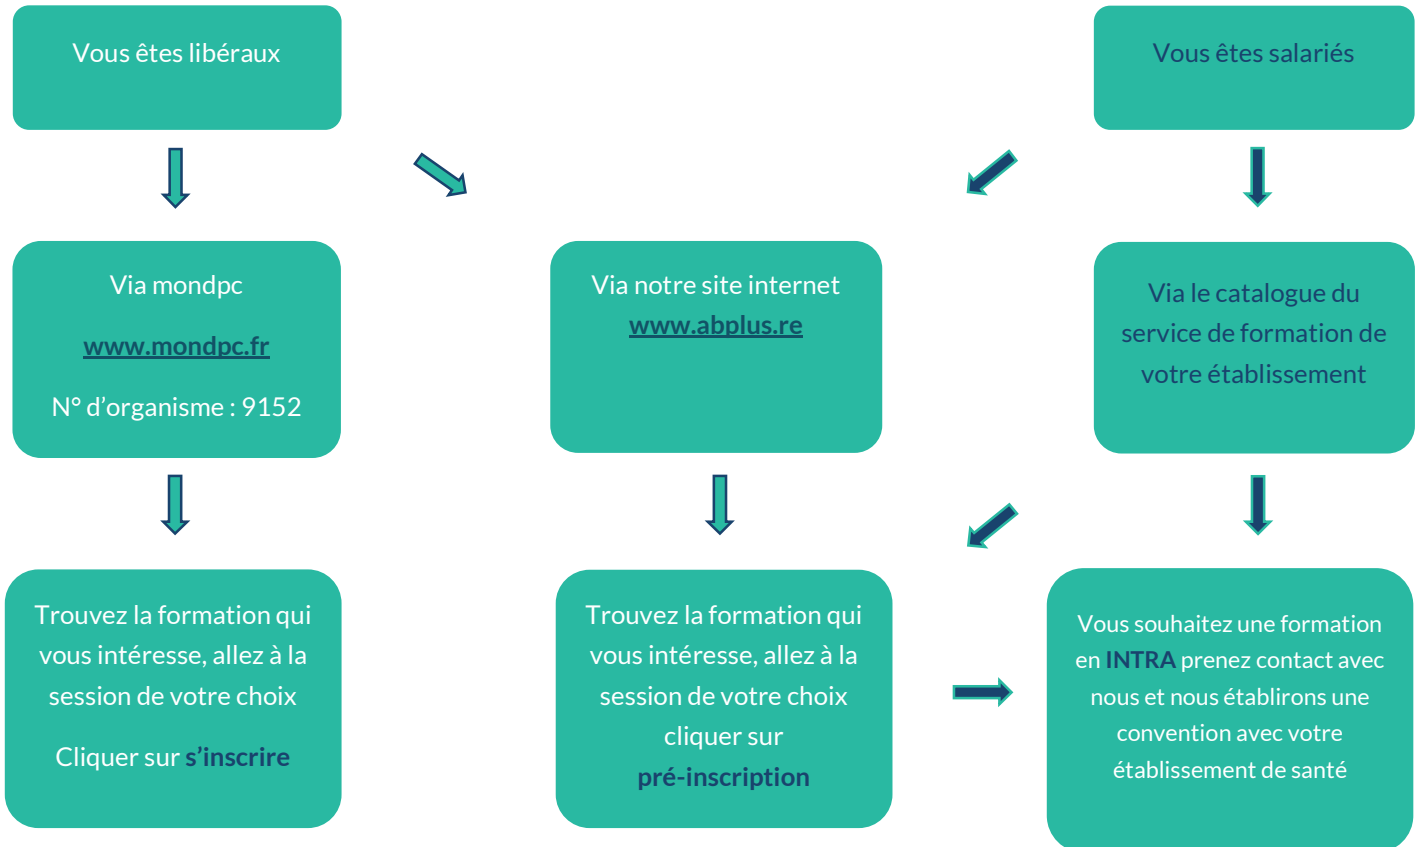 Vous êtes libéraux
Vous êtes salariés
Via mondpc
www.mondpc.fr
N° d’organisme : 9152
Via notre site internet
www.abplus.re
Via le catalogue du
service de formation de
votre établissement
Trouvez la formation qui
vous intéresse, allez à la
session de votre choix
Cliquer sur s’inscrire
Trouvez la formation qui
vous intéresse, allez à la
session de votre choix
cliquer sur
pré-inscription
Vous souhaitez une formation
en INTRA prenez contact avec
nous et nous établirons une
convention avec votre
établissement de santé